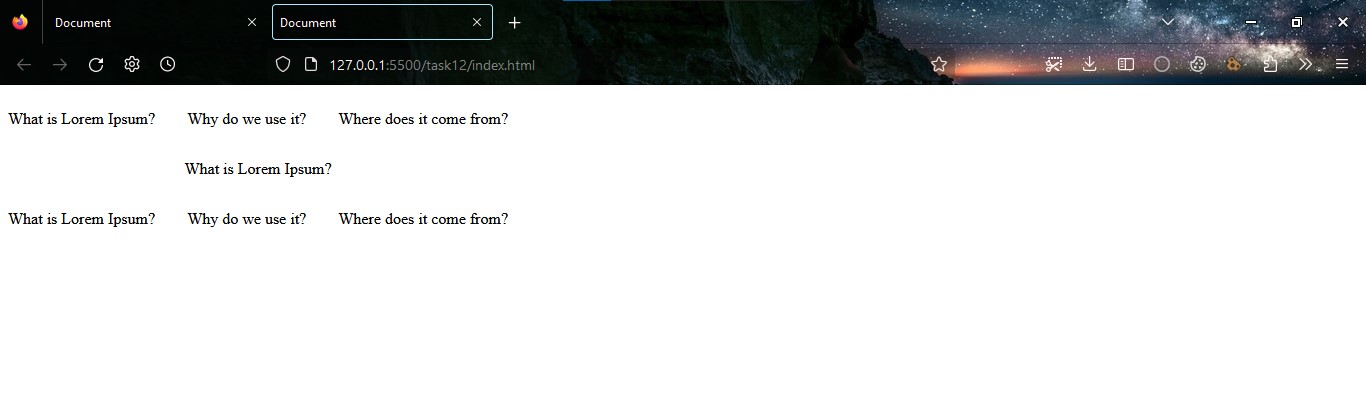 Document Document
127.0.0.1:5500/task12/index.html
What is Lorem Ipsum? Why do we use it? Where does it come from?
What is Lorem Ipsum?
What is Lorem Ipsum? Why do we use it? Where does it come from?